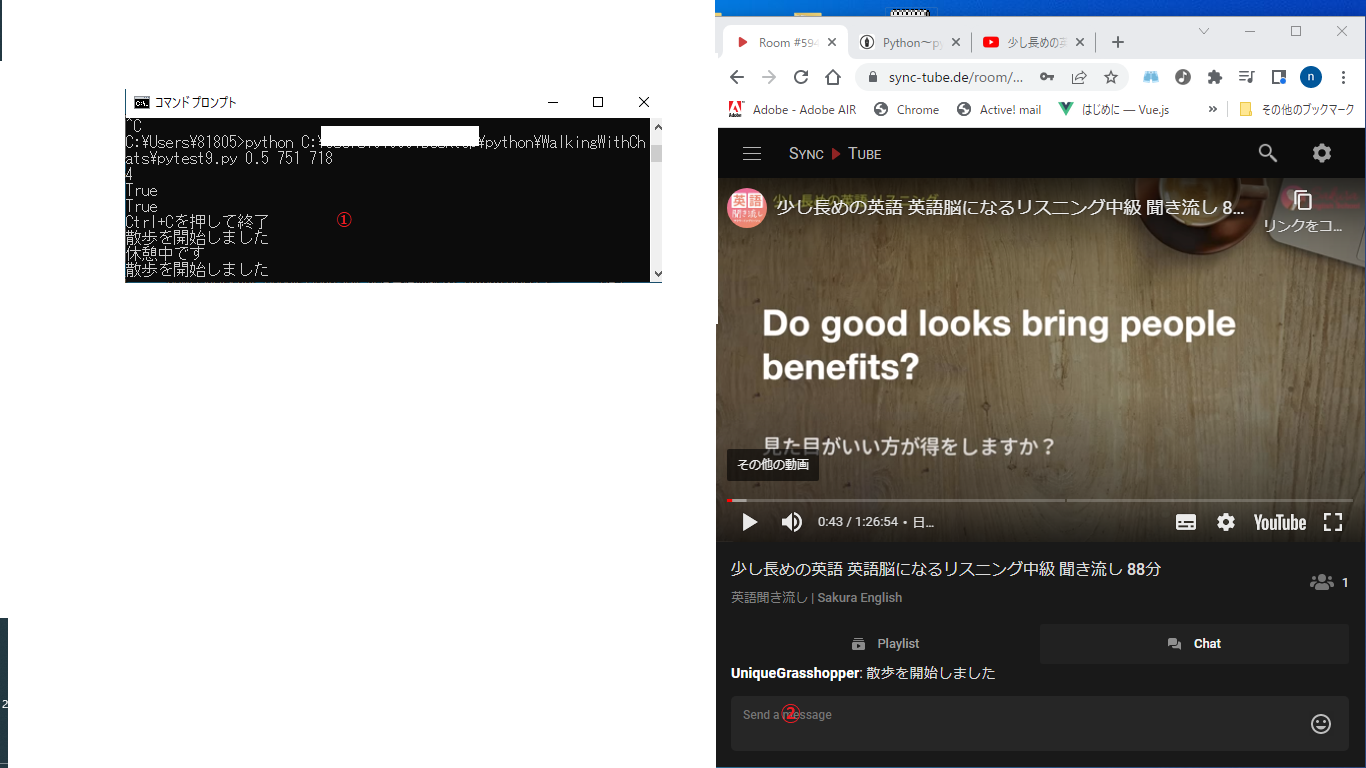 コマンド プロンプト
^C
C:¥Users¥81805>python C:¥ ¥python¥WalkingWithCh
ats¥pytest9.py 0.5 751 718
4
True
True
Ctrl+Cを押して終了
①
散歩を開始しました
休憩中です
散歩を開始しました
2
Room #594
Python～p
少し長めの英
sync-tube.de/room/...
n
Adobe - Adobe AIR
Chrome
Active! mail
はじめに — Vue.js
»
その他のブックマーク
SYNC TUBE
英語
聞き流し
少し長めの英語 英語脳になるリスニング中級 聞き流し 8...
リンクをコ...
Do good looks bring people
benefits?
見た目がいい方が得をしますか？
その他の動画
0:43 / 1:26:54 • 日...
YouTube
少し長めの英語 英語脳になるリスニング中級 聞き流し 88分
英語聞き流し | Sakura English
1
Playlist
Chat
UniqueGrasshopper: 散歩を開始しました
Send a message
②